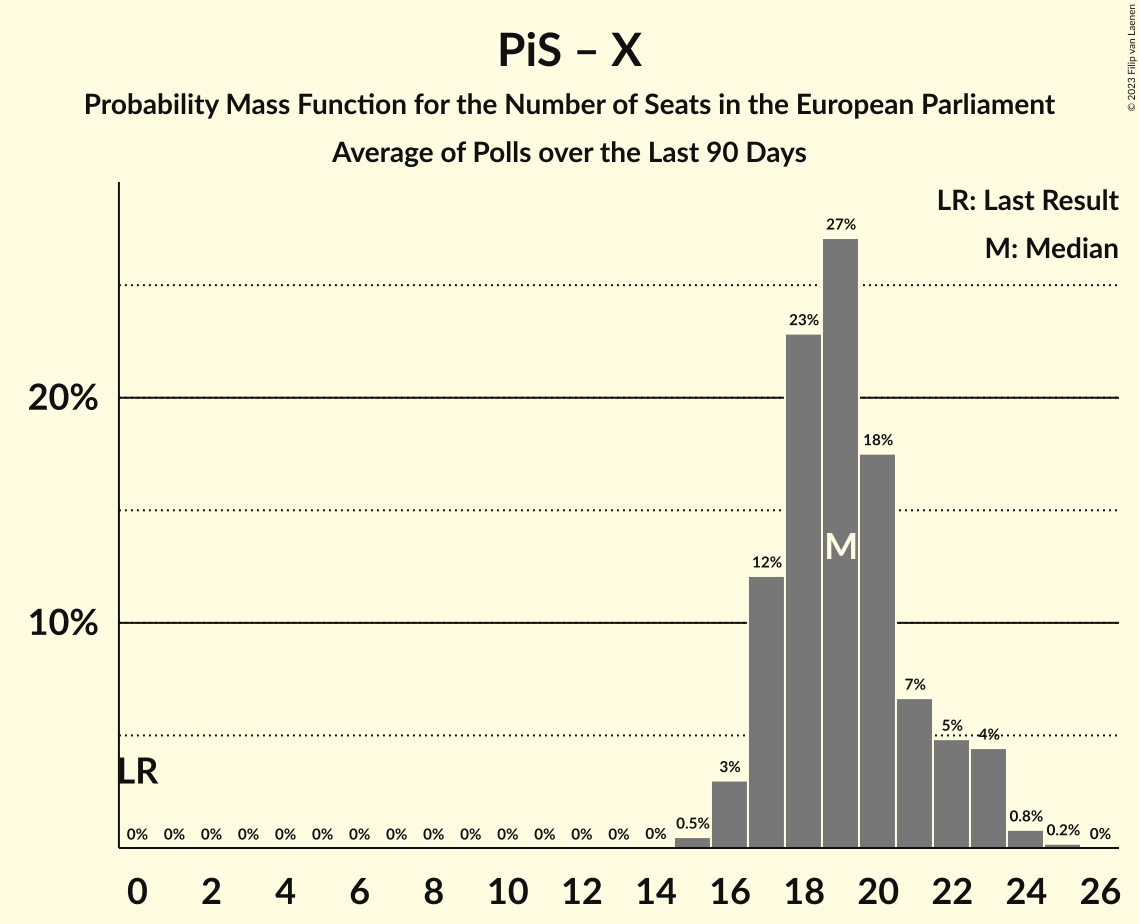 PiS – X
Probability Mass Function for the Number of Seats in the European Parliament
Average of Polls over the Last 90 Days
© 2023 Filip van Laenen
LR: Last Result
M: Median
27%
23%
20%
18%
M
12%
10%
7%
5%
4%
LR
3%
0% 0% 0% 0% 0% 0% 0% 0% 0% 0% 0% 0% 0% 0% 0% 0.5% 0.8% 0.2% 0%
0 2 4 6 8 10 12 14 16 18 20 22 24 26